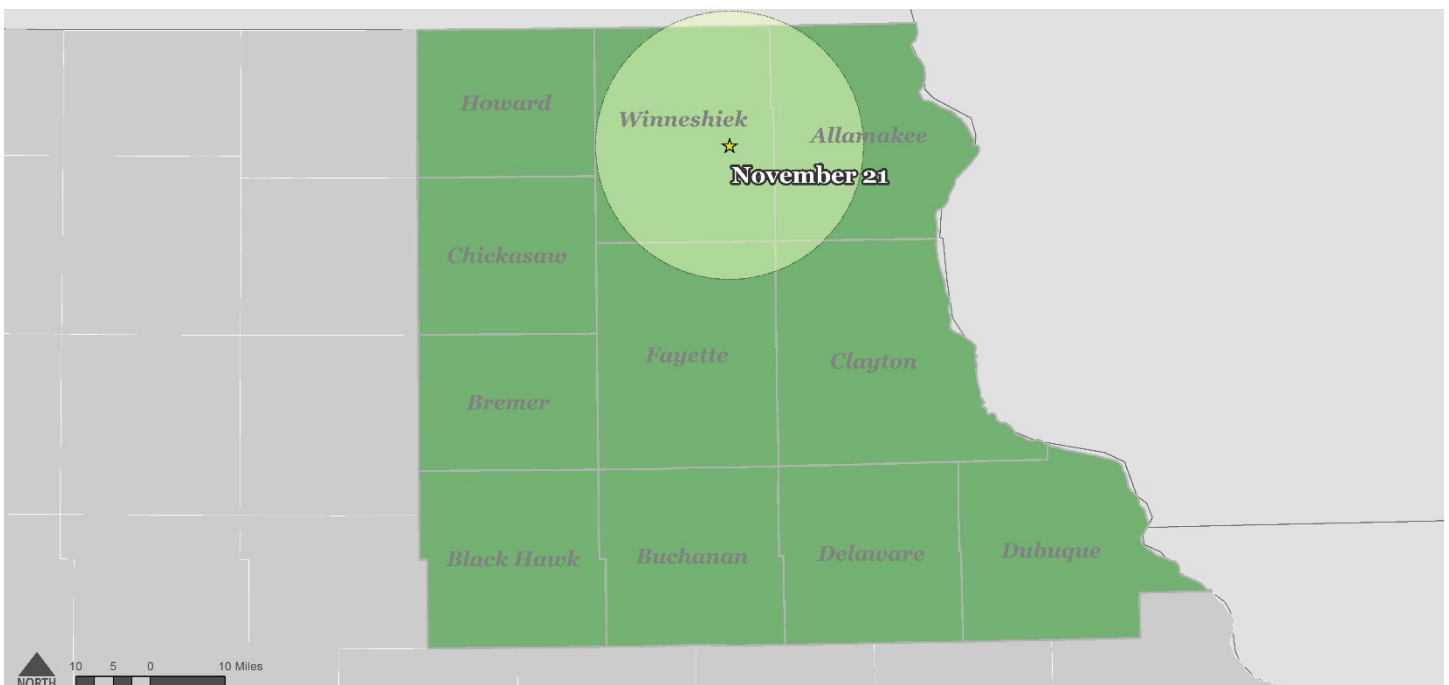 Howard
Winneshiek
Allamakee
November 21
Chickasaw
Fayette
Clayton
Bremer
Black Hawk
Buchanan
Delaware
Dubuque
10 5 0 10 Miles
NORTH